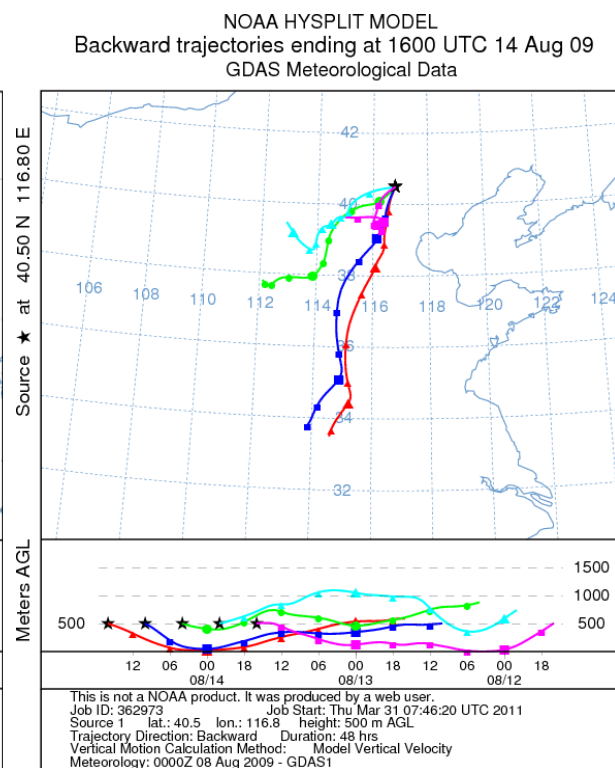 NOAA HYSPLIT MODEL
Backward trajectories ending at 1600 UTC 14 Aug 09
GDAS Meteorological Data
Source ★ at 40.50 N 116.80 E
42
40
38
106 108 110 112 114 116 118 120 122 124
36
34
32
Meters AGL
1500
1000
500 500
12 06 00 18 12 06 00 18 12 06 00 18
08/14 08/13 08/12
This is not a NOAA product. It was produced by a web user.
Job ID: 362973 Job Start: Thu Mar 31 07:46:20 UTC 2011
Source 1 lat.: 40.5 lon.: 116.8 height: 500 m AGL
Trajectory Direction: Backward Duration: 48 hrs
Vertical Motion Calculation Method: Model Vertical Velocity
Meteorology: 0000Z 08 Aug 2009 - GDAS1